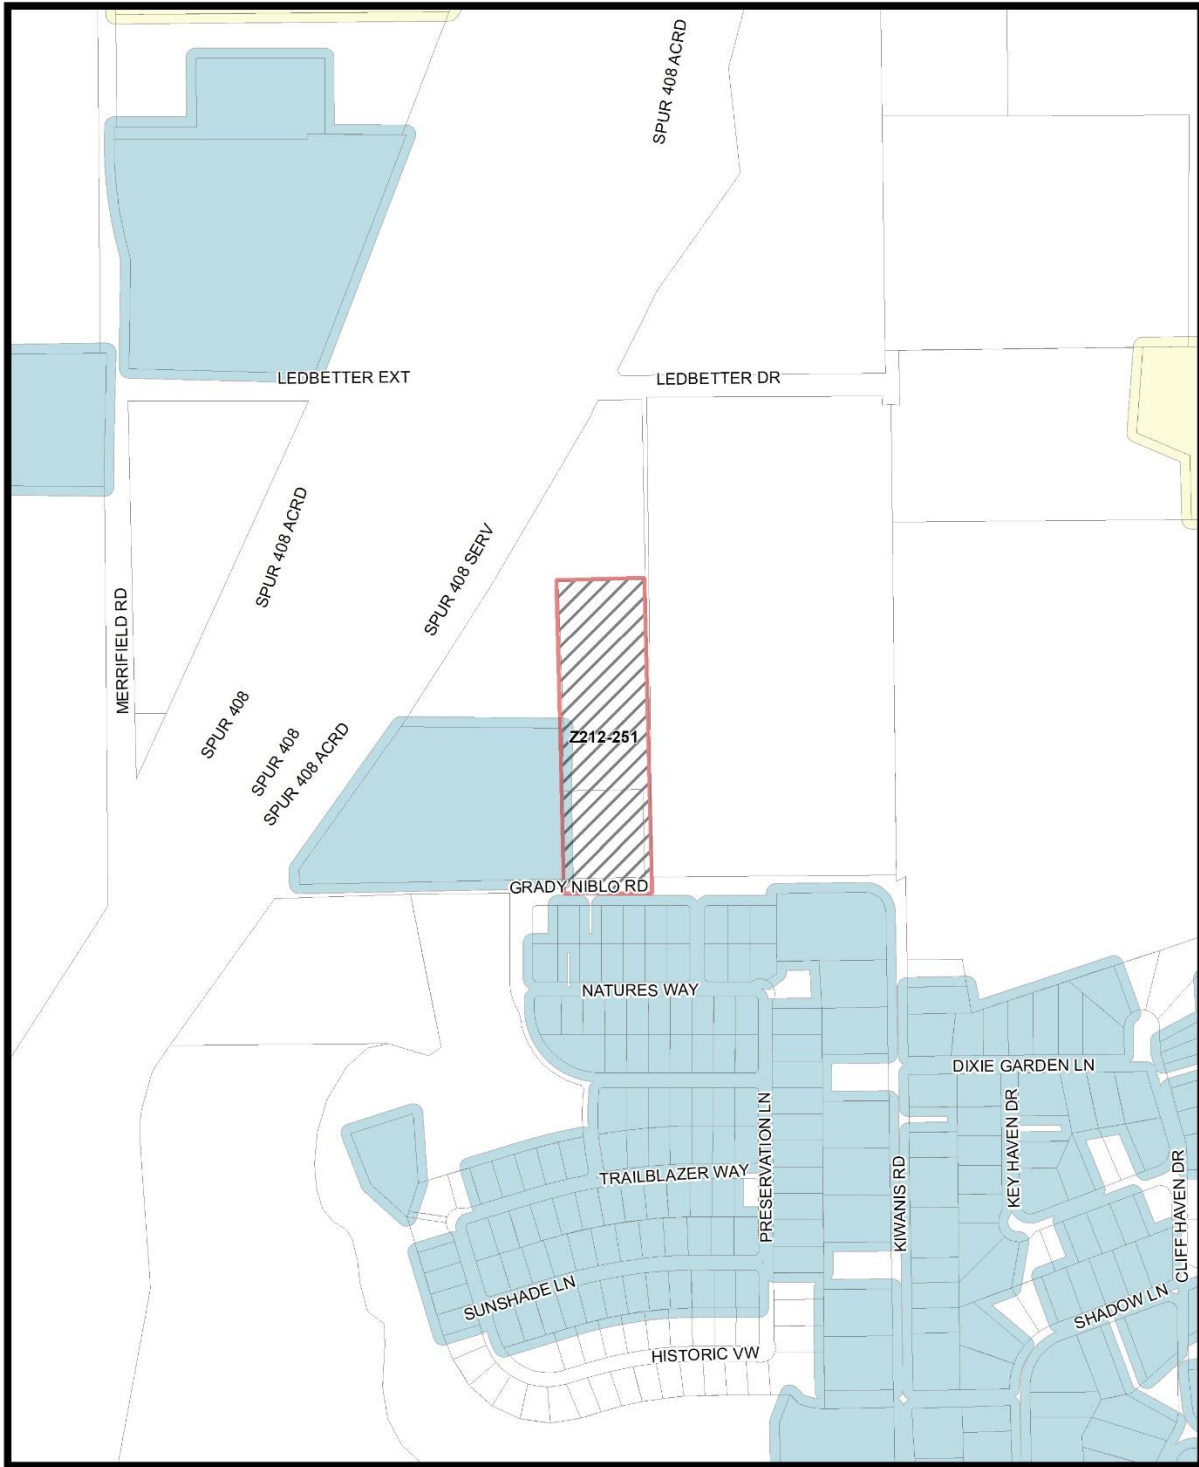 SPUR 408 ACRD
LEDBETTER EXT
LEDBETTER DR
SPUR 408 ACRD
SPUR 408 SERV
MERRIFIELD RD
SPUR 408
SPUR 408
SPUR 408 ACRD
Z212-251
GRADY NIBLO RD
NATURES WAY
DIXIE GARDEN LN
PRESERVATION LN
KEY HAVEN DR
TRAILBLAZER WAY
KIWANIS RD
CLIFF HAVEN DR
SUNSHADE LN
SHADOW LN
HISTORIC VW